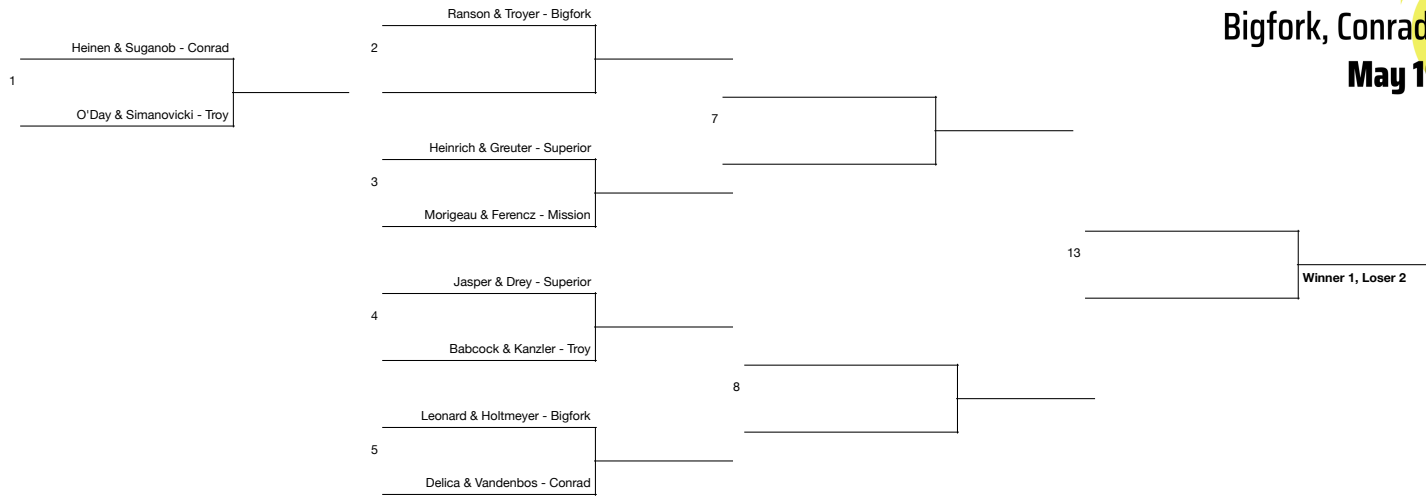 Ranson & Troyer - Bigfork
Bigfork, Conrad
Heinen & Suganob - Conrad
2
May 1
1
O'Day & Simanovicki - Troy
7
Heinrich & Greuter - Superior
3
Morigeau & Ferencz - Mission
13
Jasper & Drey - Superior
Winner 1, Loser 2
4
Babcock & Kanzler - Troy
8
Leonard & Holtmeyer - Bigfork
5
Delica & Vandenbos - Conrad